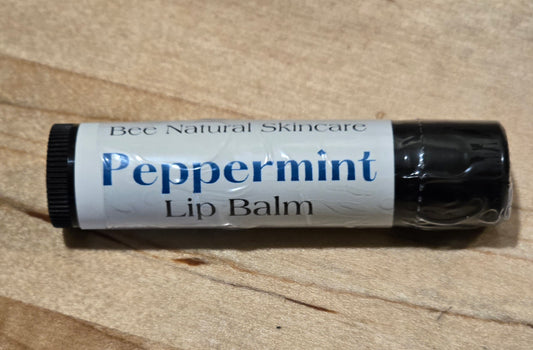 Bee Natural Skincare
Peppermint
Lip Balm